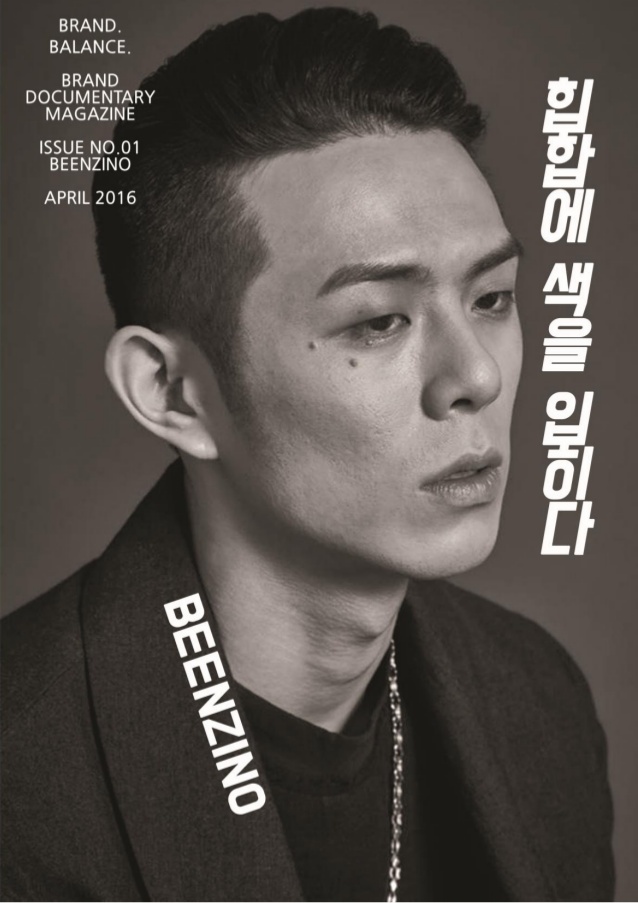 BRAND.
BALANCE.
BRAND
DOCUMENTARY
MAGAZINE
ISSUE NO.01
BEENZINO
APRIL 2016
힙합에 색을 입히다
BEENZINO